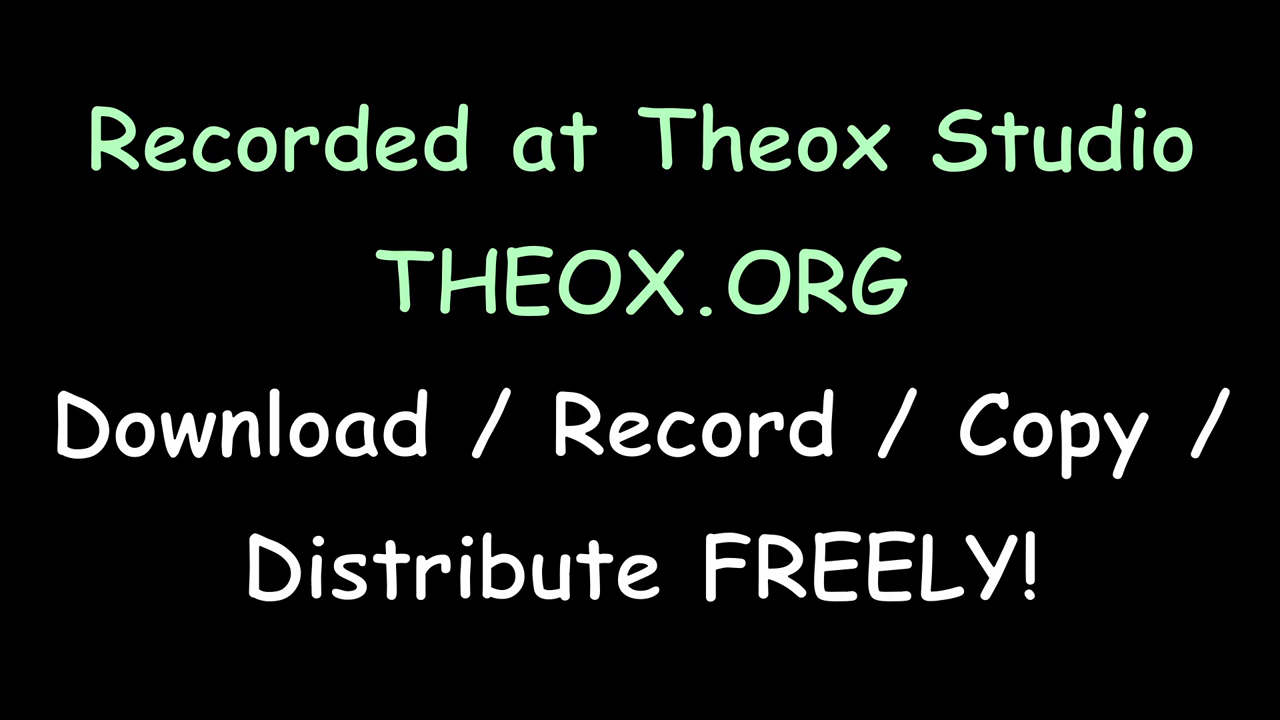 Recorded at Theox Studio
THEOX.ORG
Download / Record / Copy /
Distribute FREELY!